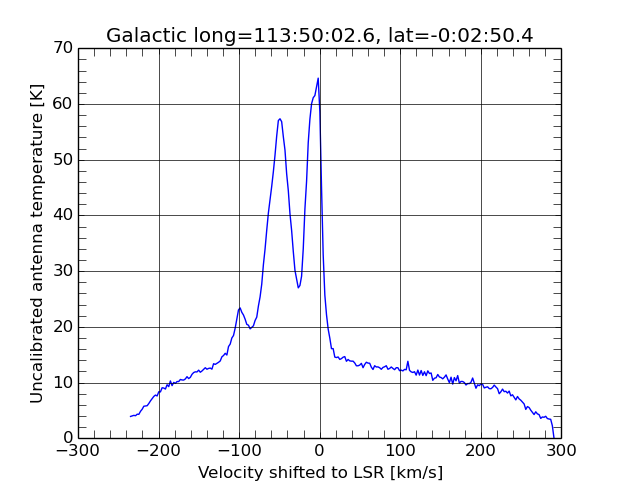 Galactic long=113:50:02.6, lat=-0:02:50.4
Uncalibrated antenna temperature [K]
70
60
50
40
30
20
10
0
−300 −200 −100 0 100 200 300
Velocity shifted to LSR [km/s]